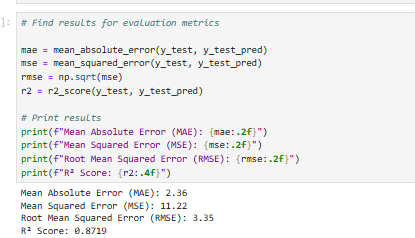 ]:
# Find results for evaluation metrics
mae = mean_absolute_error(y_test, y_test_pred)
mse = mean_squared_error(y_test, y_test_pred)
rmse = np.sqrt(mse)
r2 = r2_score(y_test, y_test_pred)
# Print results
print(f"Mean Absolute Error (MAE): {mae:.2f}")
print(f"Mean Squared Error (MSE): {mse:.2f}")
print(f"Root Mean Squared Error (RMSE): {rmse:.2f}")
print(f"R² Score: {r2:.4f}")
Mean Absolute Error (MAE): 2.36
Mean Squared Error (MSE): 11.22
Root Mean Squared Error (RMSE): 3.35
R² Score: 0.8719